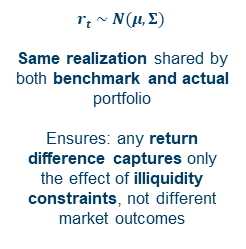 r_t ~ N(μ, Σ)
Same realization shared by
both benchmark and actual
portfolio
Ensures: any return
difference captures only
the effect of illiquidity
constraints, not different
market outcomes